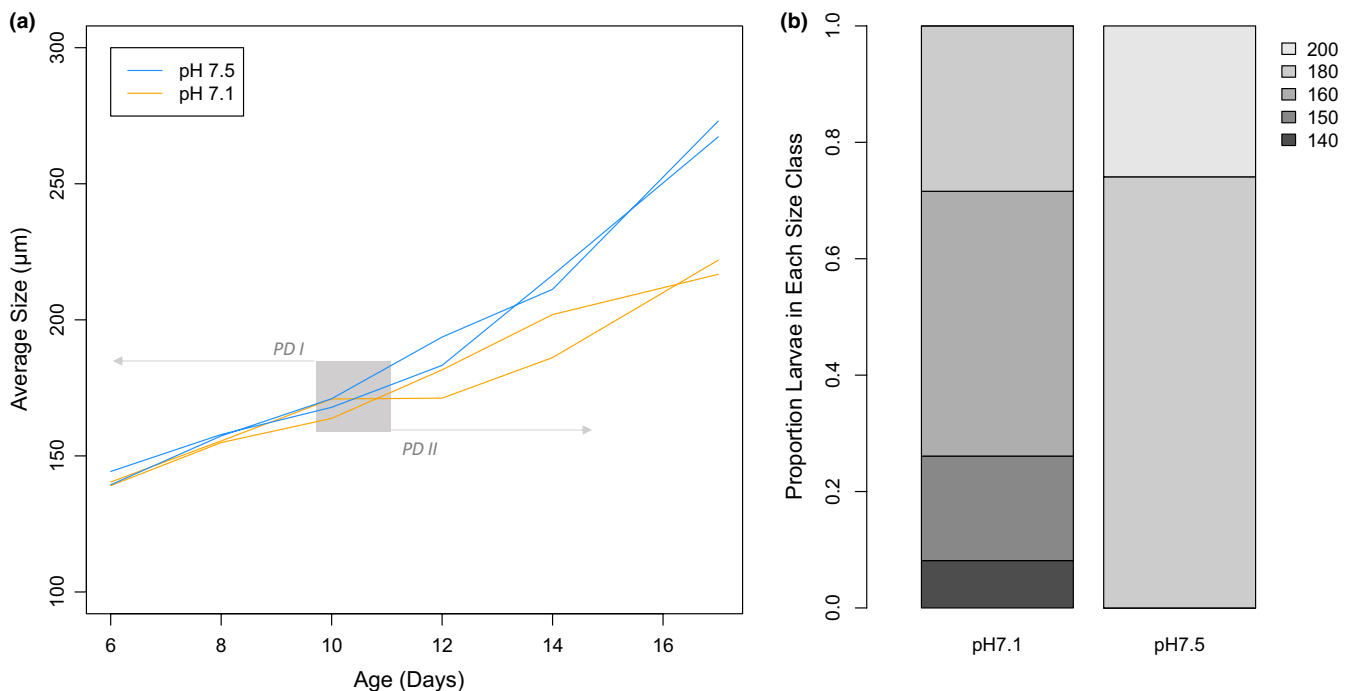 (a)
pH 7.5
pH 7.1
Average Size (µm)
300
250
200
150
100
PD I
PD II
6
8
10
12
14
16
Age (Days)
(b)
Proportion Larvae in Each Size Class
1.0
0.8
0.6
0.4
0.2
0.0
pH7.1
pH7.5
200
180
160
150
140